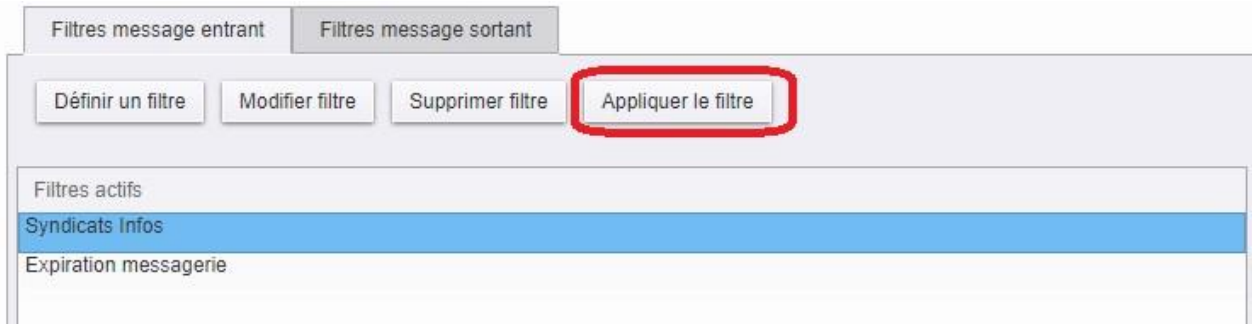 Filtres message entrant Filtres message sortant
Définir un filtre Modifier filtre Supprimer filtre Appliquer le filtre
Filtres actifs
Syndicats Infos
Expiration messagerie